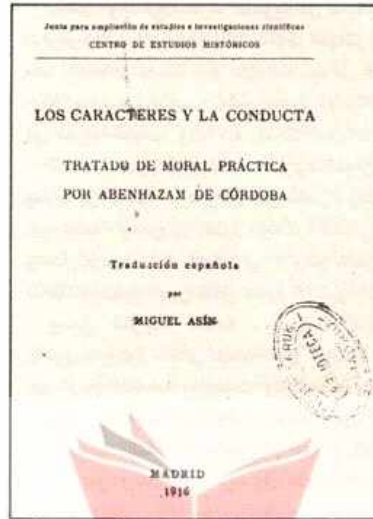 Junta para ampliación de estudios e investigaciones científicas
CENTRO DE ESTUDIOS HISTÓRICOS
LOS CARACTERES Y LA CONDUCTA
TRATADO DE MORAL PRÁCTICA
POR ABENHAZAM DE CÓRDOBA
Traducción española
por
MIGUEL ASÍN
MADRID
1916